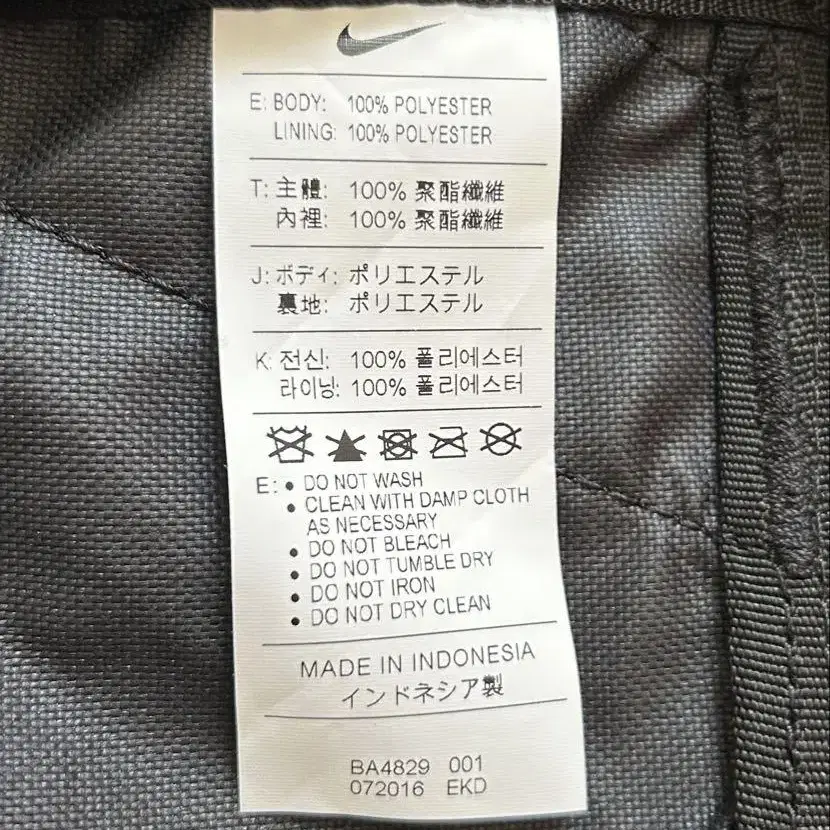 E: BODY: 100% POLYESTER
LINING: 100% POLYESTER
T: 主體: 100% 聚酯纖維
內裡: 100% 聚酯纖維
J: ボディ: ポリエステル
裏地: ポリエステル
K: 전신: 100% 폴리에스터
라이닝: 100% 폴리에스터
E: • DO NOT WASH
• CLEAN WITH DAMP CLOTH
AS NECESSARY
• DO NOT BLEACH
• DO NOT TUMBLE DRY
• DO NOT IRON
• DO NOT DRY CLEAN
MADE IN INDONESIA
インドネシア製
BA4829 001
072016 EKD